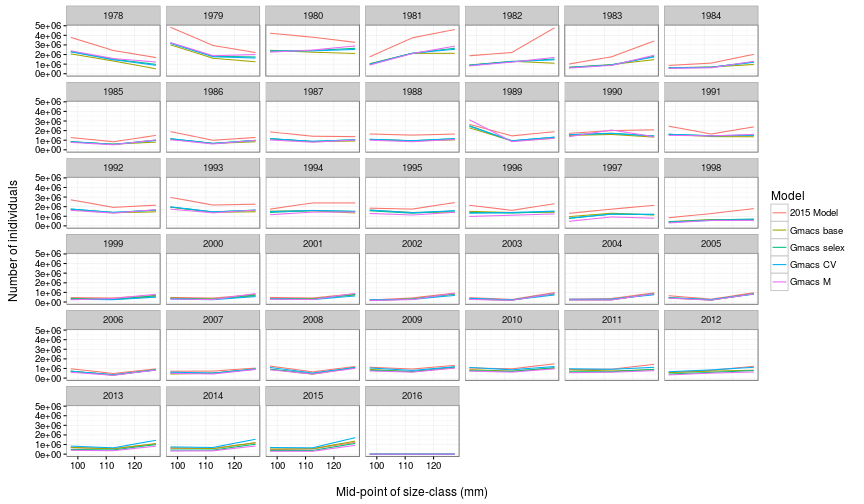 1978 1979 1980 1981 1982 1983 1984
5e+06
4e+06
3e+06
2e+06
1e+06
0e+00
1985 1986 1987 1988 1989 1990 1991
5e+06
4e+06
3e+06
2e+06
1e+06
0e+00
1992 1993 1994 1995 1996 1997 1998
5e+06
4e+06
3e+06
2e+06
1e+06
0e+00
1999 2000 2001 2002 2003 2004 2005
5e+06
4e+06
3e+06
2e+06
1e+06
0e+00
2006 2007 2008 2009 2010 2011 2012
5e+06
4e+06
3e+06
2e+06
1e+06
0e+00
2013 2014 2015 2016
5e+06
4e+06
3e+06
2e+06
1e+06
0e+00
100 110 120 100 110 120 100 110 120 100 110 120
Mid-point of size-class (mm)
Number of inidividuals
Model
2015 Model
Gmacs base
Gmacs selex
Gmacs CV
Gmacs M